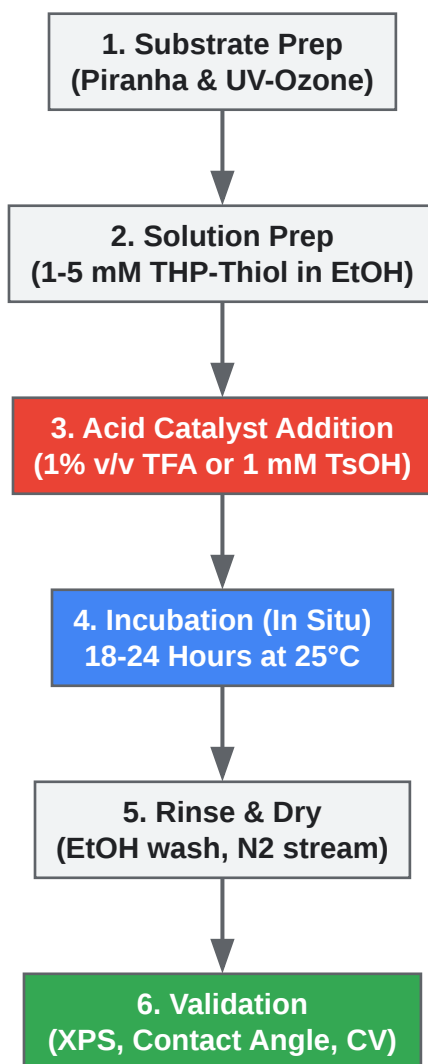 1. Substrate Prep
(Piranha & UV-Ozone)
2. Solution Prep
(1-5 mM THP-Thiol in EtOH)
3. Acid Catalyst Addition
(1% v/v TFA or 1 mM TsOH)
4. Incubation (In Situ)
18-24 Hours at 25°C
5. Rinse & Dry
(EtOH wash, N2 stream)
6. Validation
(XPS, Contact Angle, CV)